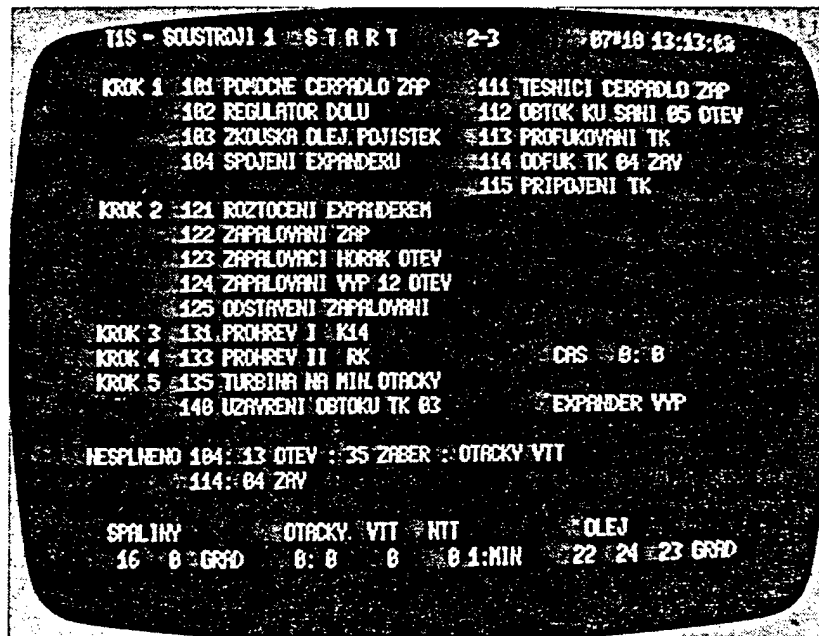 T1S - SOUSTROJI 1 START 2-3 07#10 13:13:02
KROK 1 101 POMOCNE CERPADLO ZAP 111 TESNICI CERPADLO ZAP
102 REGULATOR DOLU 112 OBTOK KU SANI 05 OTEV
103 ZKOUSKA OLEJ.POJISTEK 113 PROFUKOVANI TK
104 SPOJENI EXPANDERU 114 ODFUK TK 04 ZAV
115 PRIPOJENI TK
KROK 2 121 ROZTOCENI EXPANDEREM
122 ZAPALOVANI ZAP
123 ZAPALOVACI HORAK OTEV
124 ZAPALOVANI VYP 12 OTEV
125 ODSTAVENI ZAPALOVANI
KROK 3 131 PROHREV I K14
KROK 4 133 PROHREV II RK CAS 0: 0
KROK 5 135 TURBINA NA MIN.OTACKY
140 UZAVRENI OBTOKU TK 03 EXPANDER VYP
NESPLNENO 104: 13 OTEV : 35 ZABER : OTACKY VTT
114: 04 ZAV
SPALINY OTACKY. VTT NTT OLEJ
16 0 GRAD 0: 0 0 0 1:MIN 22 24 23 GRAD